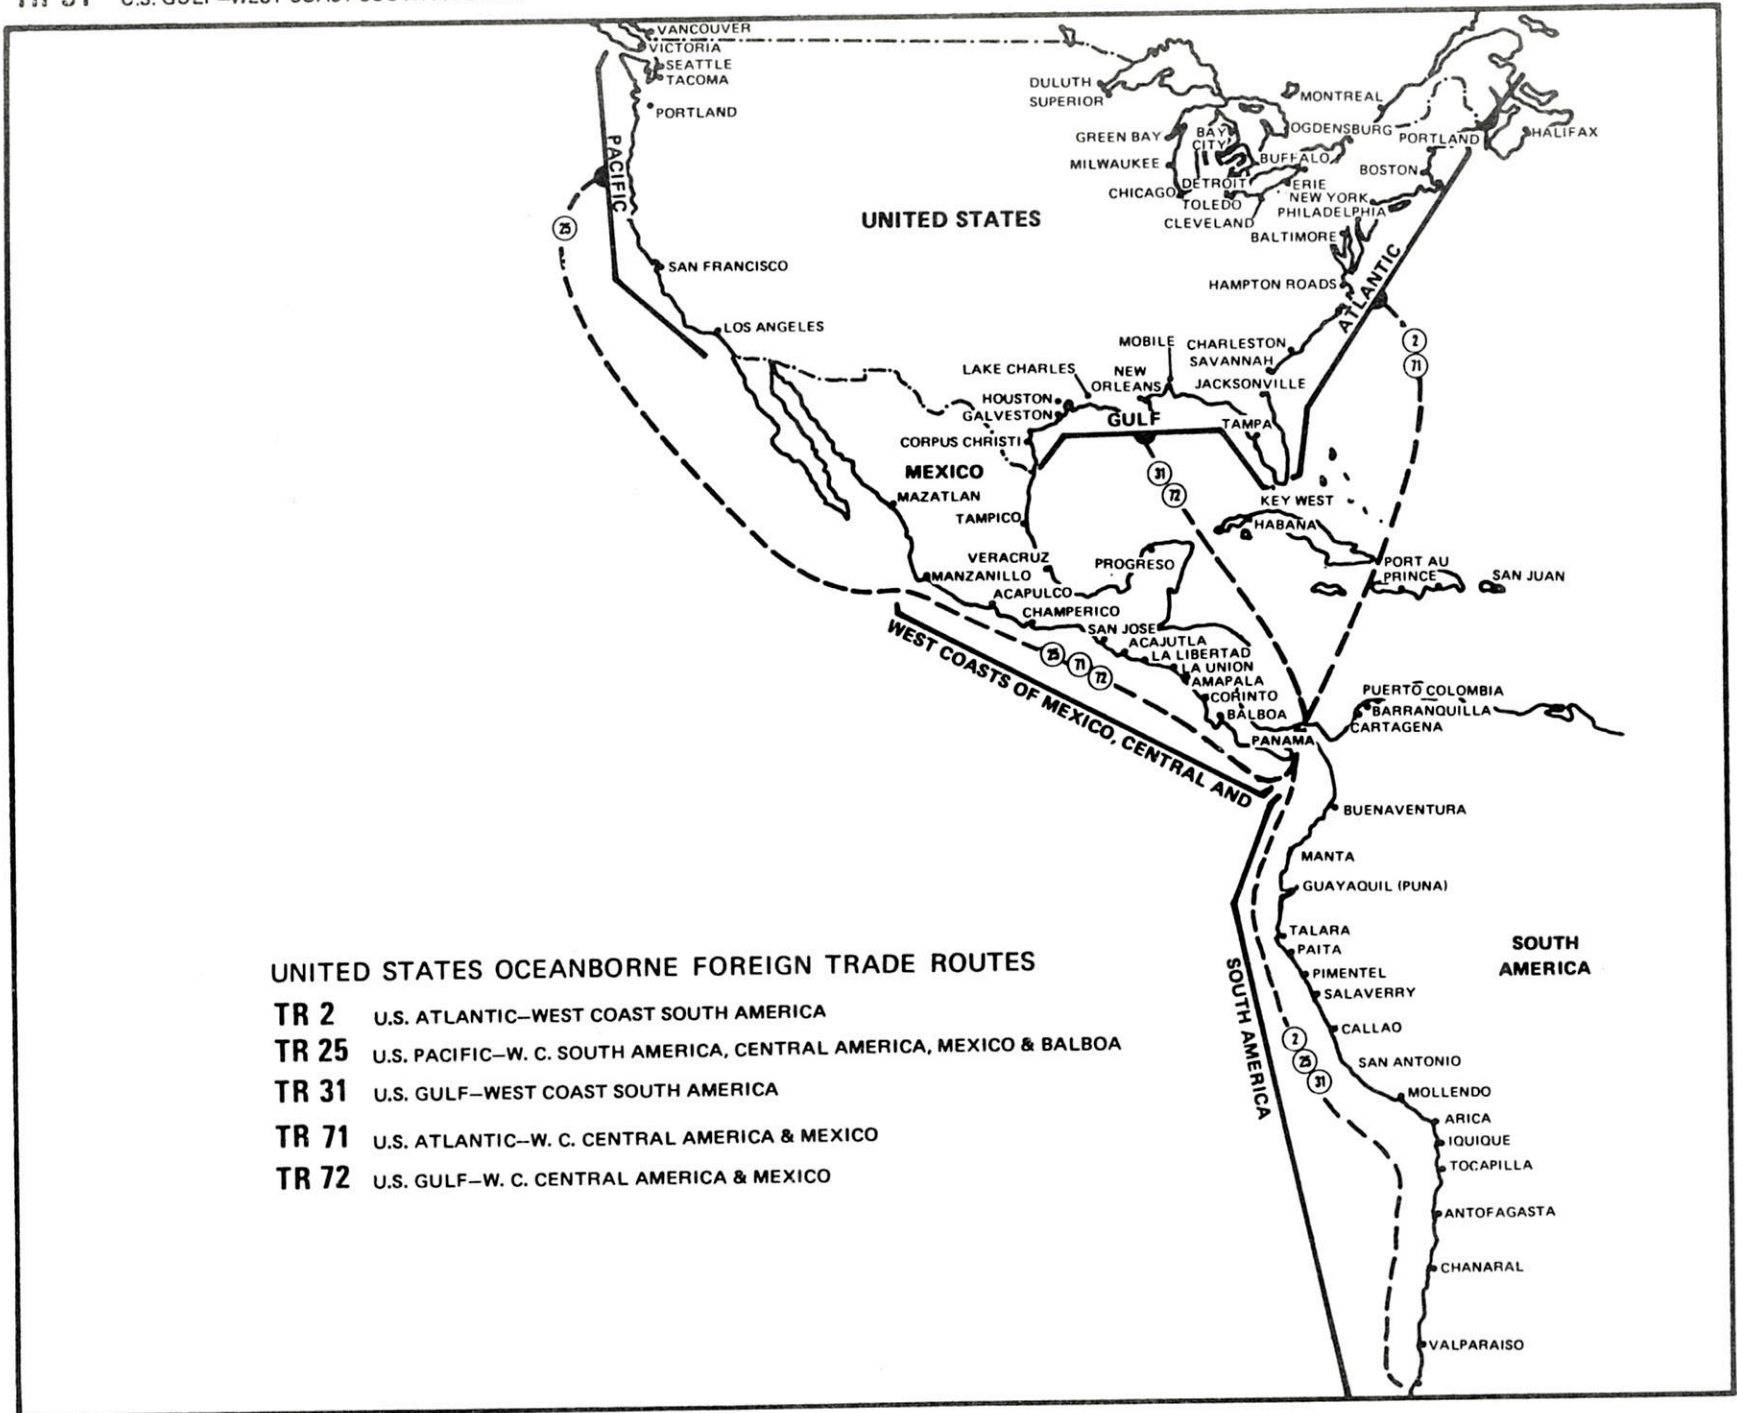 VANCOUVER
VICTORIA
SEATTLE
TACOMA
PORTLAND
PACIFIC
25
SAN FRANCISCO
LOS ANGELES
UNITED STATES
DULUTH
SUPERIOR
GREEN BAY
MILWAUKEE
CHICAGO
BAY
CITY
DETROIT
TOLEDO
CLEVELAND
MONTREAL
OGDENSBURG
BUFFALO
ERIE
PORTLAND
HALIFAX
BOSTON
NEW YORK
PHILADELPHIA
BALTIMORE
HAMPTON ROADS
ATLANTIC
2
71
MOBILE
CHARLESTON
SAVANNAH
JACKSONVILLE
LAKE CHARLES
NEW
ORLEANS
HOUSTON
GALVESTON
GULF
TAMPA
CORPUS CHRISTI
MEXICO
31
72
KEY WEST
MAZATLAN
TAMPICO
HABANA
VERACRUZ
PROGRESO
PORT AU
PRINCE
SAN JUAN
MANZANILLO
ACAPULCO
CHAMPERICO
SAN JOSE
ACAJUTLA
LA LIBERTAD
LA UNION
AMAPALA
CORINTO
BALBOA
PANAMA
25
71
72
WEST COASTS OF MEXICO, CENTRAL AND
PUERTO COLOMBIA
BARRANQUILLA
CARTAGENA
BUENAVENTURA
MANTA
GUAYAQUIL (PUNA)
TALARA
PAITA
PIMENTEL
SALAVERRY
SOUTH
AMERICA
SOUTH AMERICA
CALLAO
2
25
31
SAN ANTONIO
MOLLENDO
ARICA
IQUIQUE
TOCAPILLA
ANTOFAGASTA
CHANARAL
VALPARAISO
UNITED STATES OCEANBORNE FOREIGN TRADE ROUTES
TR 2 U.S. ATLANTIC–WEST COAST SOUTH AMERICA
TR 25 U.S. PACIFIC–W. C. SOUTH AMERICA, CENTRAL AMERICA, MEXICO & BALBOA
TR 31 U.S. GULF–WEST COAST SOUTH AMERICA
TR 71 U.S. ATLANTIC–W. C. CENTRAL AMERICA & MEXICO
TR 72 U.S. GULF–W. C. CENTRAL AMERICA & MEXICO